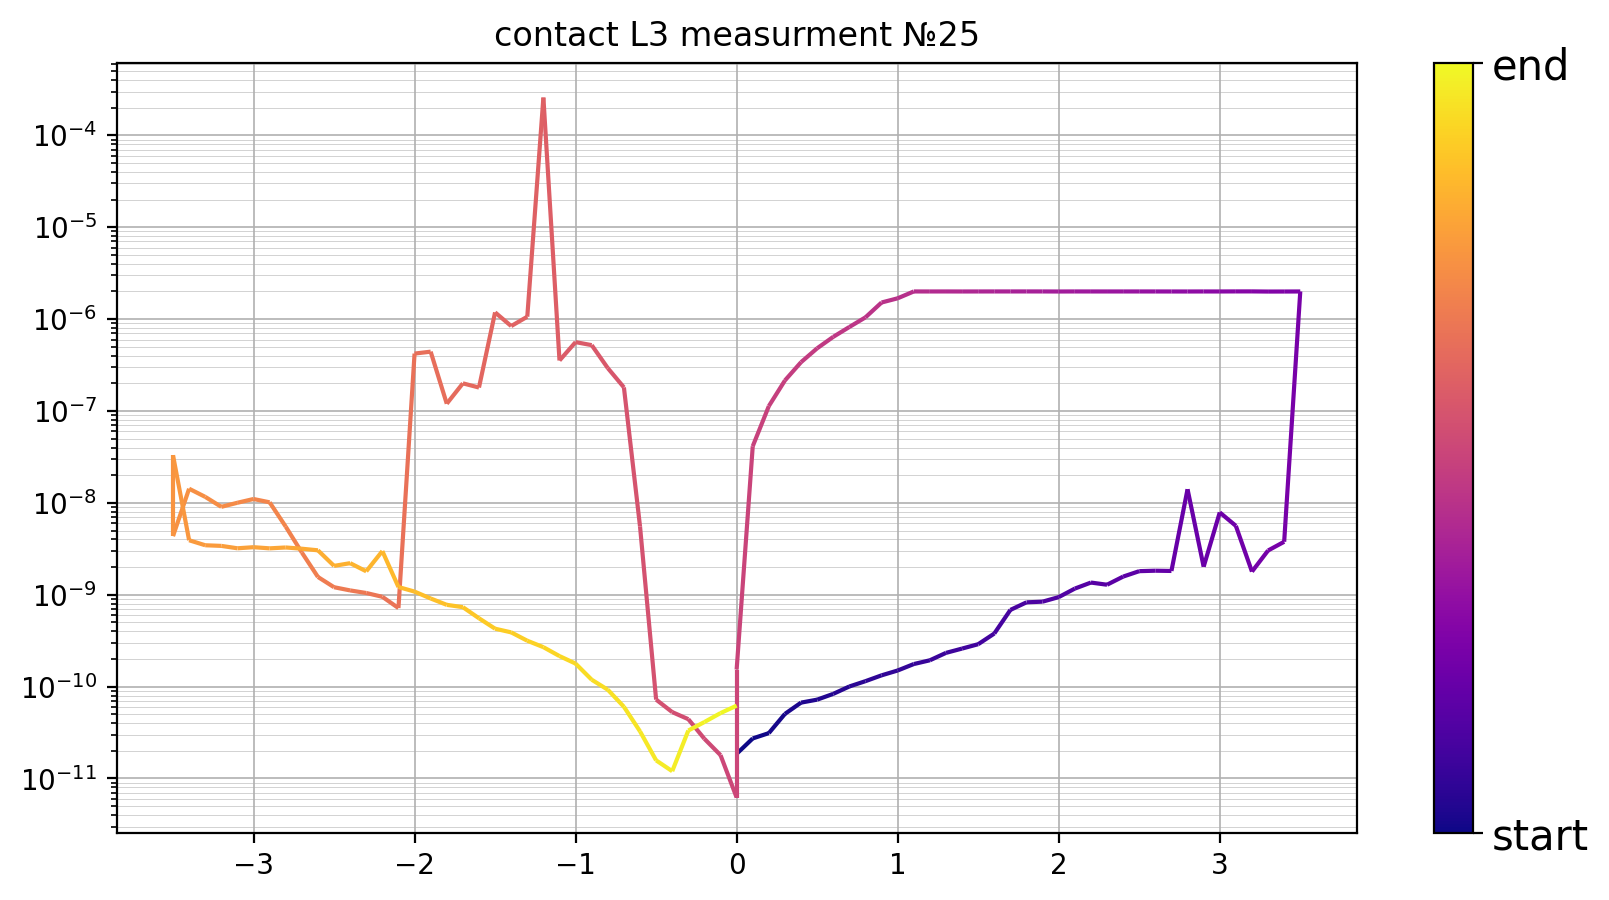 contact L3 measurment №25
10⁻⁴
10⁻⁵
10⁻⁶
10⁻⁷
10⁻⁸
10⁻⁹
10⁻¹⁰
10⁻¹¹
−3 −2 −1 0 1 2 3
end
start